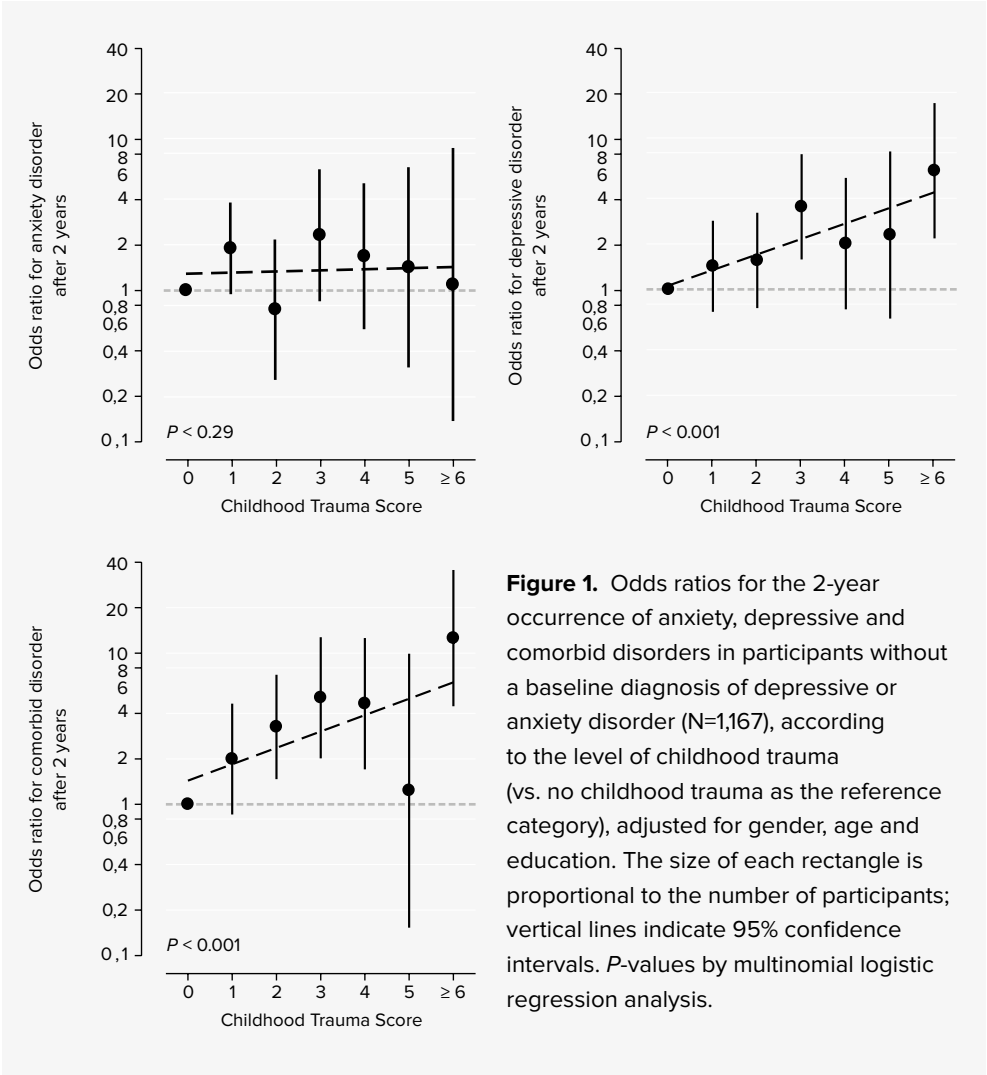 Odds ratio for anxiety disorder
after 2 years
40
20
10
8
6
4
2
1
0,8
0,6
0,4
0,2
0,1
P < 0.29
0 1 2 3 4 5 ≥ 6
Childhood Trauma Score
Odds ratio for depressive disorder
after 2 years
40
20
10
8
6
4
2
1
0,8
0,6
0,4
0,2
0,1
P < 0.001
0 1 2 3 4 5 ≥ 6
Childhood Trauma Score
Odds ratio for comorbid disorder
after 2 years
40
20
10
8
6
4
2
1
0,8
0,6
0,4
0,2
0,1
P < 0.001
0 1 2 3 4 5 ≥ 6
Childhood Trauma Score
Figure 1. Odds ratios for the 2-year
occurrence of anxiety, depressive and
comorbid disorders in participants without
a baseline diagnosis of depressive or
anxiety disorder (N=1,167), according
to the level of childhood trauma
(vs. no childhood trauma as the reference
category), adjusted for gender, age and
education. The size of each rectangle is
proportional to the number of participants;
vertical lines indicate 95% confidence
intervals. P-values by multinomial logistic
regression analysis.